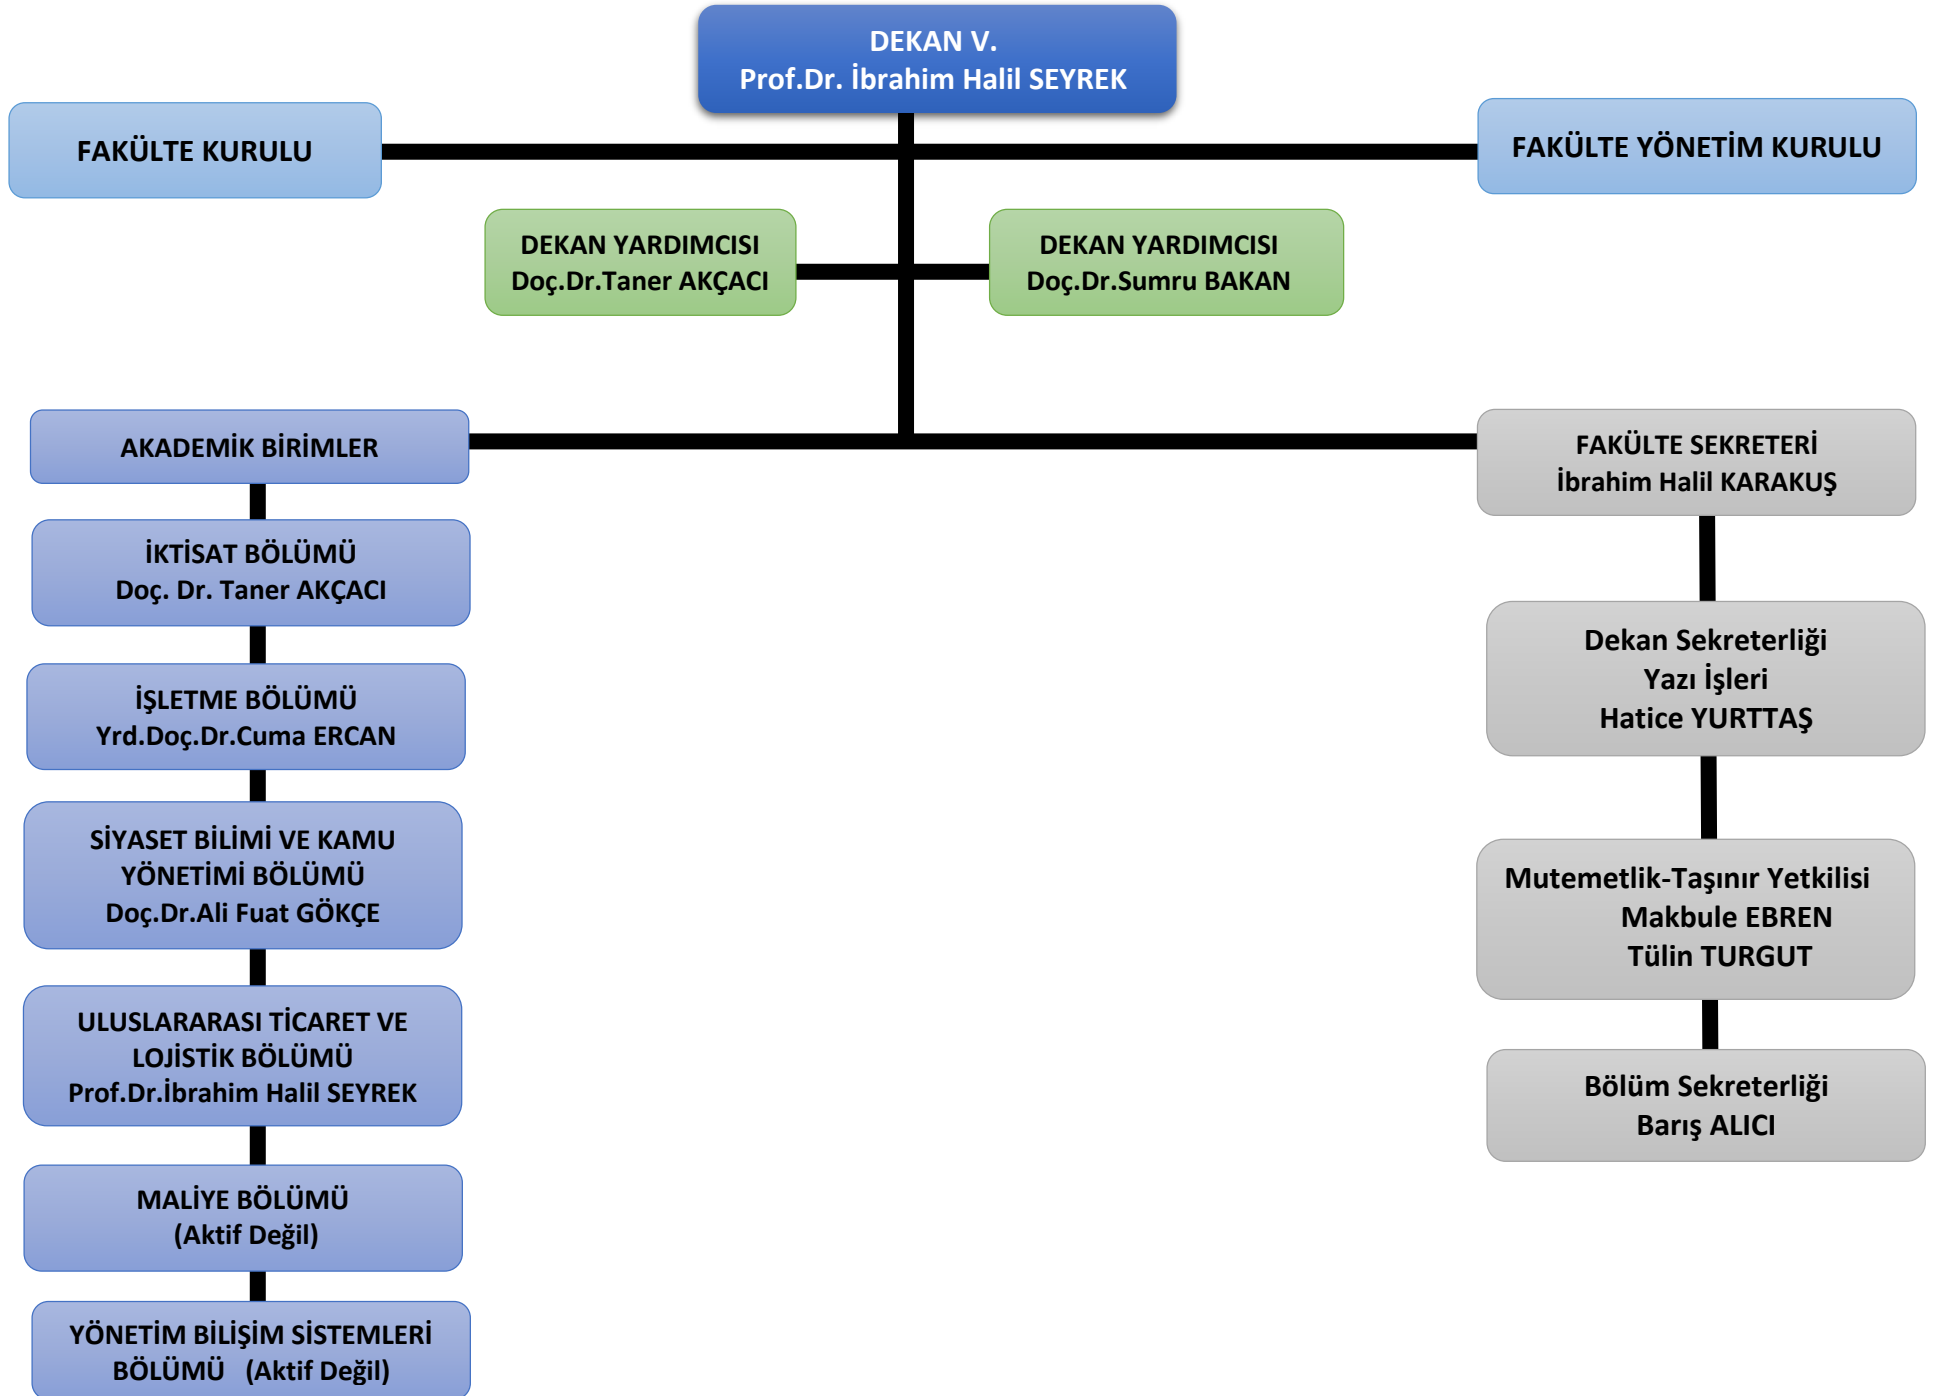 DEKAN V.
Prof.Dr. İbrahim Halil SEYREK
FAKÜLTE KURULU
FAKÜLTE YÖNETİM KURULU
DEKAN YARDIMCISI
Doç.Dr.Taner AKÇACI
DEKAN YARDIMCISI
Doç.Dr.Sumru BAKAN
AKADEMİK BİRİMLER
İKTİSAT BÖLÜMÜ
Doç. Dr. Taner AKÇACI
İŞLETME BÖLÜMÜ
Yrd.Doç.Dr.Cuma ERCAN
SİYASET BİLİMİ VE KAMU
YÖNETİMİ BÖLÜMÜ
Doç.Dr.Ali Fuat GÖKÇE
ULUSLARARASI TİCARET VE
LOJİSTİK BÖLÜMÜ
Prof.Dr.İbrahim Halil SEYREK
MALİYE BÖLÜMÜ
(Aktif Değil)
YÖNETİM BİLİŞİM SİSTEMLERİ
BÖLÜMÜ (Aktif Değil)
FAKÜLTE SEKRETERİ
İbrahim Halil KARAKUŞ
Dekan Sekreterliği
Yazı İşleri
Hatice YURTTAŞ
Mutemetlik-Taşınır Yetkilisi
Makbule EBREN
Tülin TURGUT
Bölüm Sekreterliği
Barış ALICI